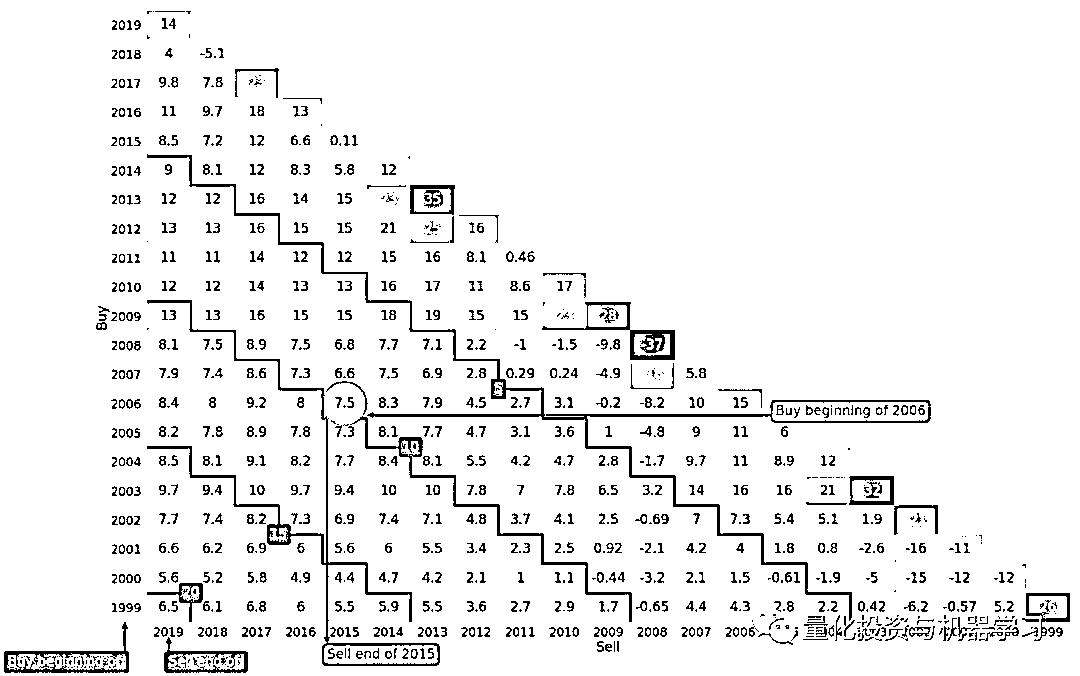 2019 14
2018 4 -5.1
2017 9.8 7.8
2016 11 9.7 18 13
2015 8.5 7.2 12 6.6 0.11
2014 9 8.1 12 8.3 5.8 12
2013 12 12 16 14 15 35
2012 13 13 16 15 15 21 16
2011 11 11 14 12 12 15 16 8.1 0.46
2010 12 12 14 13 13 16 17 11 8.6 17
2009 13 13 16 15 15 18 19 15 15
2008 8.1 7.5 8.9 7.5 6.8 7.7 7.1 2.2 -1 -1.5 -9.8 -37
2007 7.9 7.4 8.6 7.3 6.6 7.5 6.9 2.8 0.29 0.24 -4.9 5.8
2006 8.4 8 9.2 8 7.5 8.3 7.9 4.5 2.7 3.1 -0.2 -8.2 10 15
Buy beginning of 2006
2005 8.2 7.8 8.9 7.8 7.3 8.1 7.7 4.7 3.1 3.6 1 -4.8 9 11 6
10
2004 8.5 8.1 9.1 8.2 7.7 8.4 8.1 5.5 4.2 4.7 2.8 -1.7 9.7 11 8.9 12
2003 9.7 9.4 10 9.7 9.4 10 10 7.8 7 7.8 6.5 3.2 14 16 16 21 32
2002 7.7 7.4 8.2 7.3 6.9 7.4 7.1 4.8 3.7 4.1 2.5 -0.69 7 7.3 5.4 5.1 1.9
15
2001 6.6 6.2 6.9 6 5.6 6 5.5 3.4 2.3 2.5 0.92 -2.1 4.2 4 1.8 0.8 -2.6 -16 -11
2000 5.6 5.2 5.8 4.9 4.4 4.7 4.2 2.1 1 1.1 -0.44 -3.2 2.1 1.5 -0.61 -1.9 -5 -15 -12 -12
20
1999 6.5 6.1 6.8 6 5.5 5.9 5.5 3.6 2.7 2.9 1.7 -0.65 4.4 4.3 2.8 2.2 0.42 -6.2 -0.57 5.2
2019 2018 2017 2016 2015 2014 2013 2012 2011 2010 2009 2008 2007 1999
Buy
Sell
Buy beginning of
Sell end of
Sell end of 2015
量化投资与机器学习